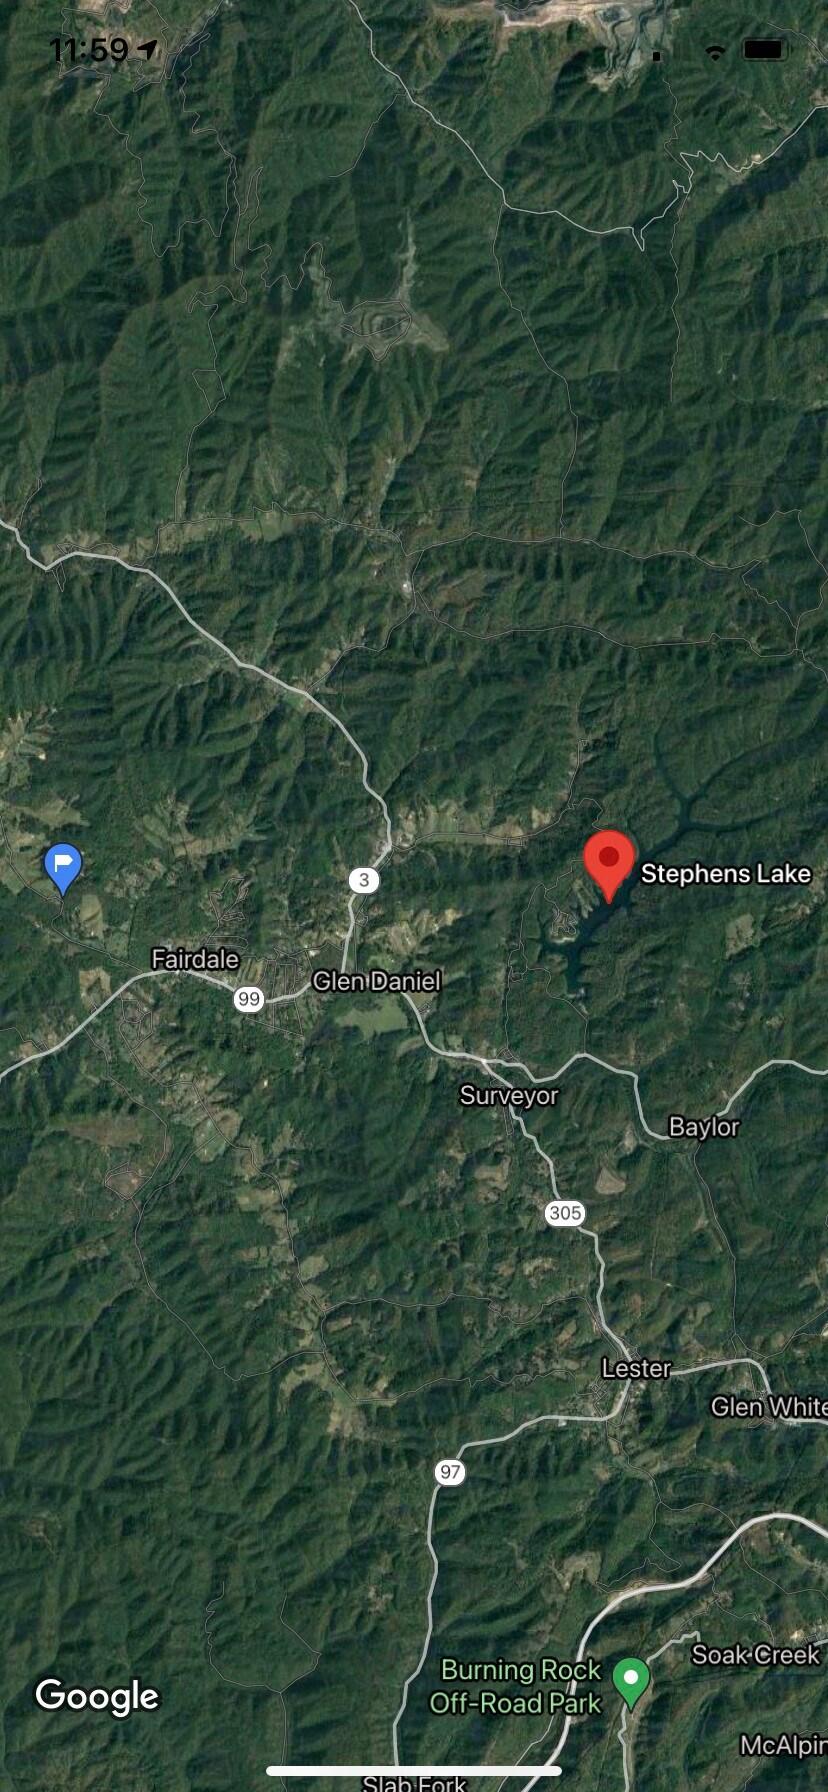 11:59
Stephens Lake
3
Fairdale
Glen Daniel
99
Surveyor
Baylor
305
Lester
Glen White
97
Soak Creek
Burning Rock
Off-Road Park
Google
McAlpin
Slab Fork